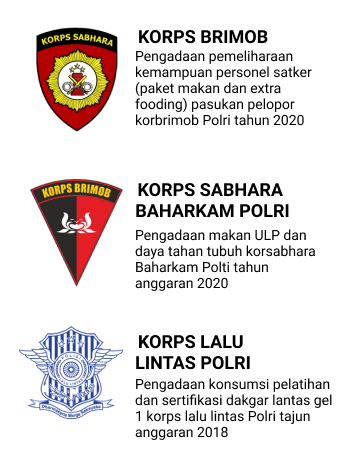 KORPS SABHARA
KORPS BRIMOB
Pengadaan pemeliharaan
kemampuan personel satker
(paket makan dan extra
fooding) pasukan pelopor
korbrimob Polri tahun 2020
KORPS BRIMOB
KORPS SABHARA
BAHARKAM POLRI
Pengadaan makan ULP dan
daya tahan tubuh korsabhara
Baharkam Polti tahun
anggaran 2020
KORPS LALU
LINTAS POLRI
Pengadaan konsumsi pelatihan
dan sertifikasi dakgar lantas gel
1 korps lalu lintas Polri tajun
anggaran 2018